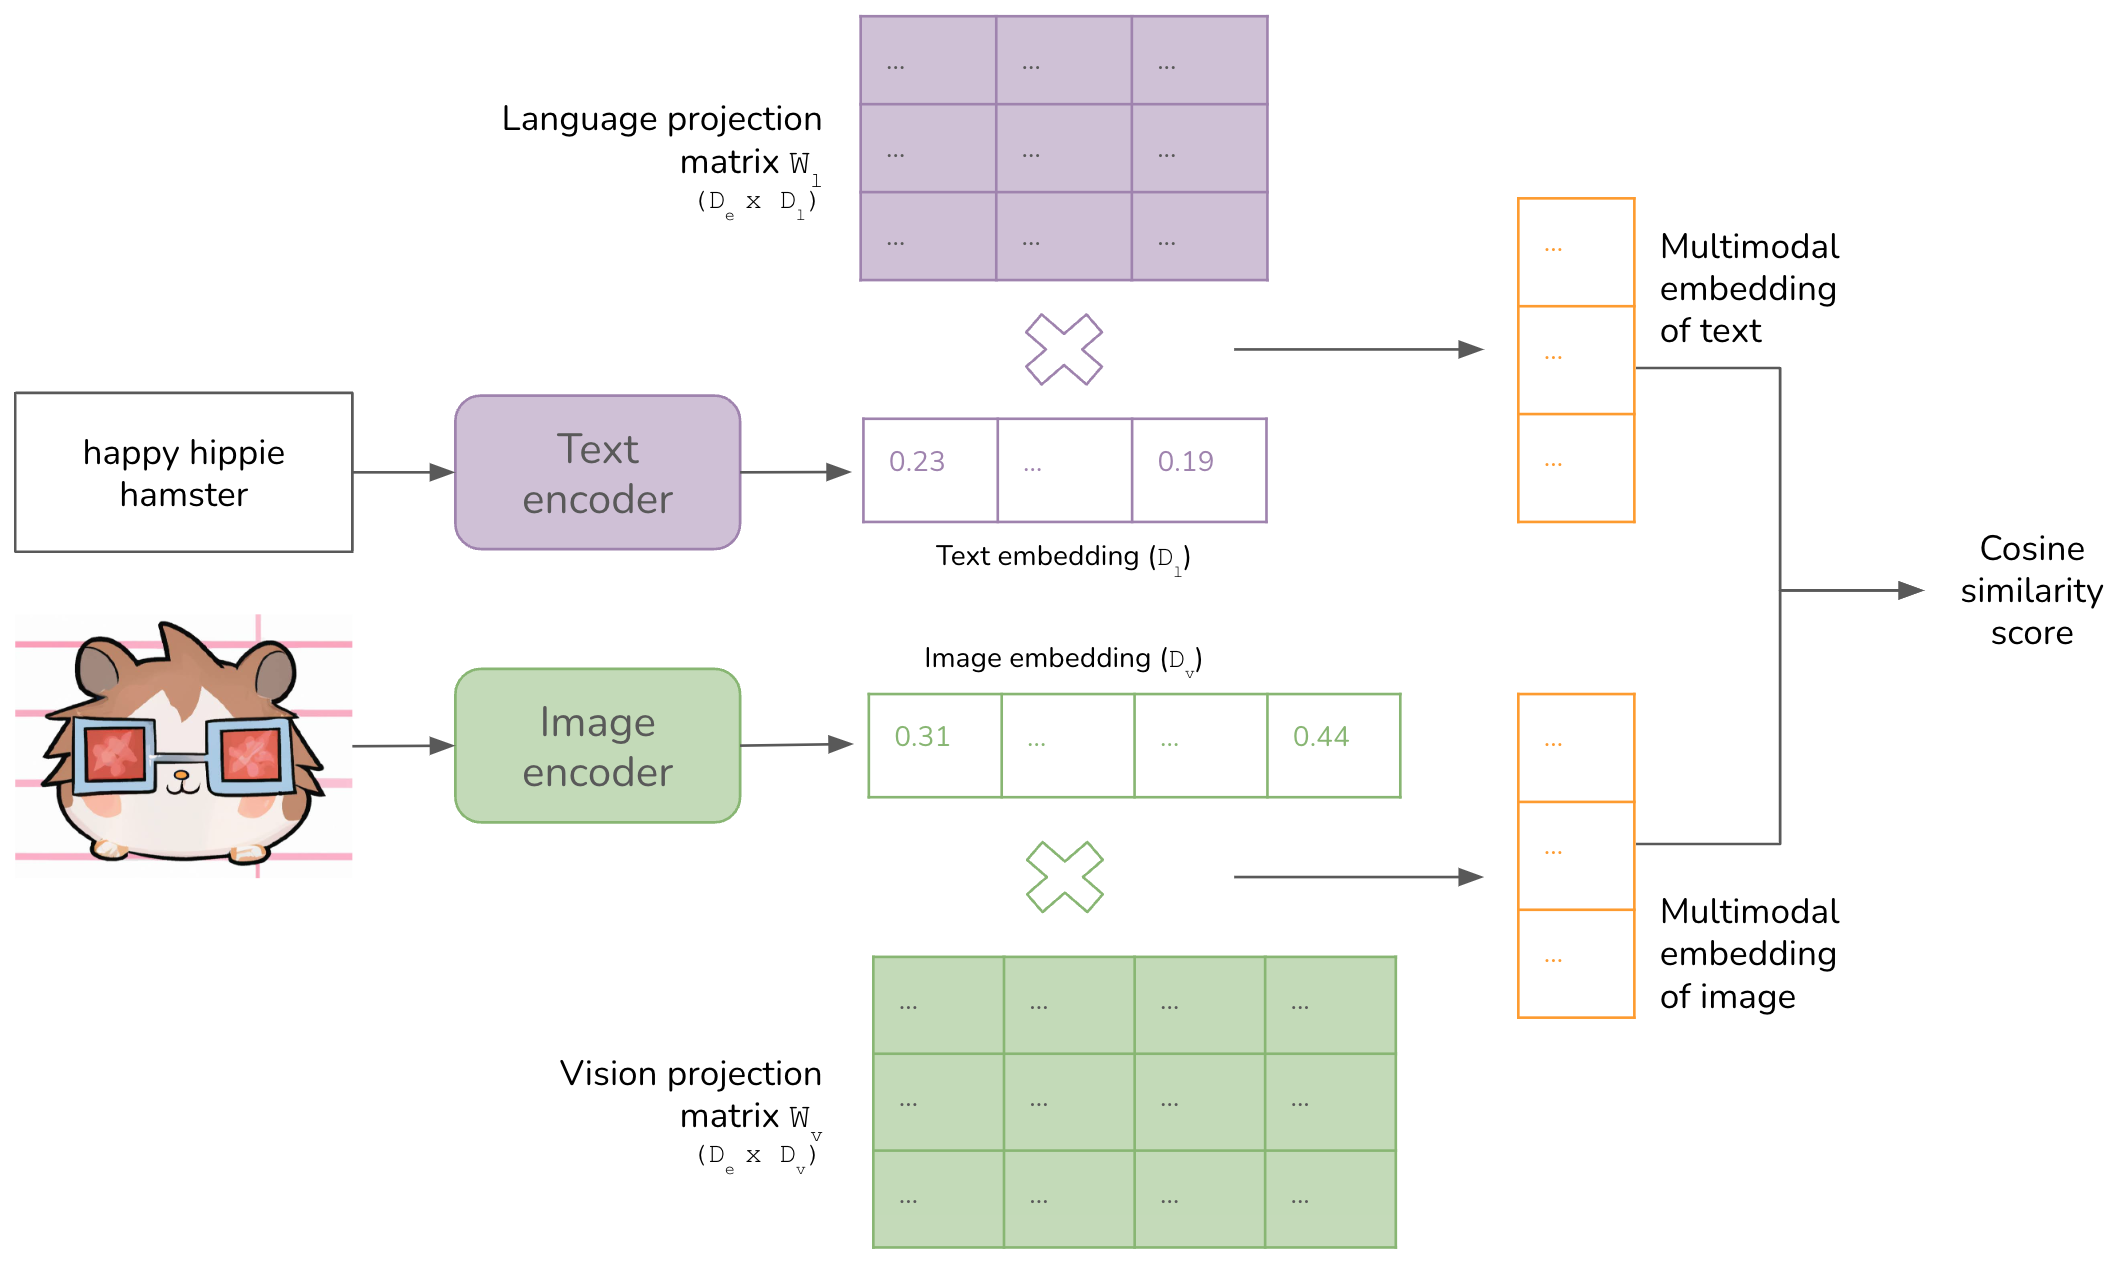 ... ... ...
Language projection
matrix W_l
(D_e x D_l)
... ... ...
... ... ...
happy hippie
hamster
Text
encoder
0.23 ... 0.19
Text embedding (D_l)
...
...
...
Multimodal
embedding
of text
Cosine
similarity
score
Image
encoder
Image embedding (D_v)
0.31 ... ... 0.44
...
...
...
Multimodal
embedding
of image
Vision projection
matrix W_v
(D_e x D_v)
... ... ... ...
... ... ... ...
... ... ... ...